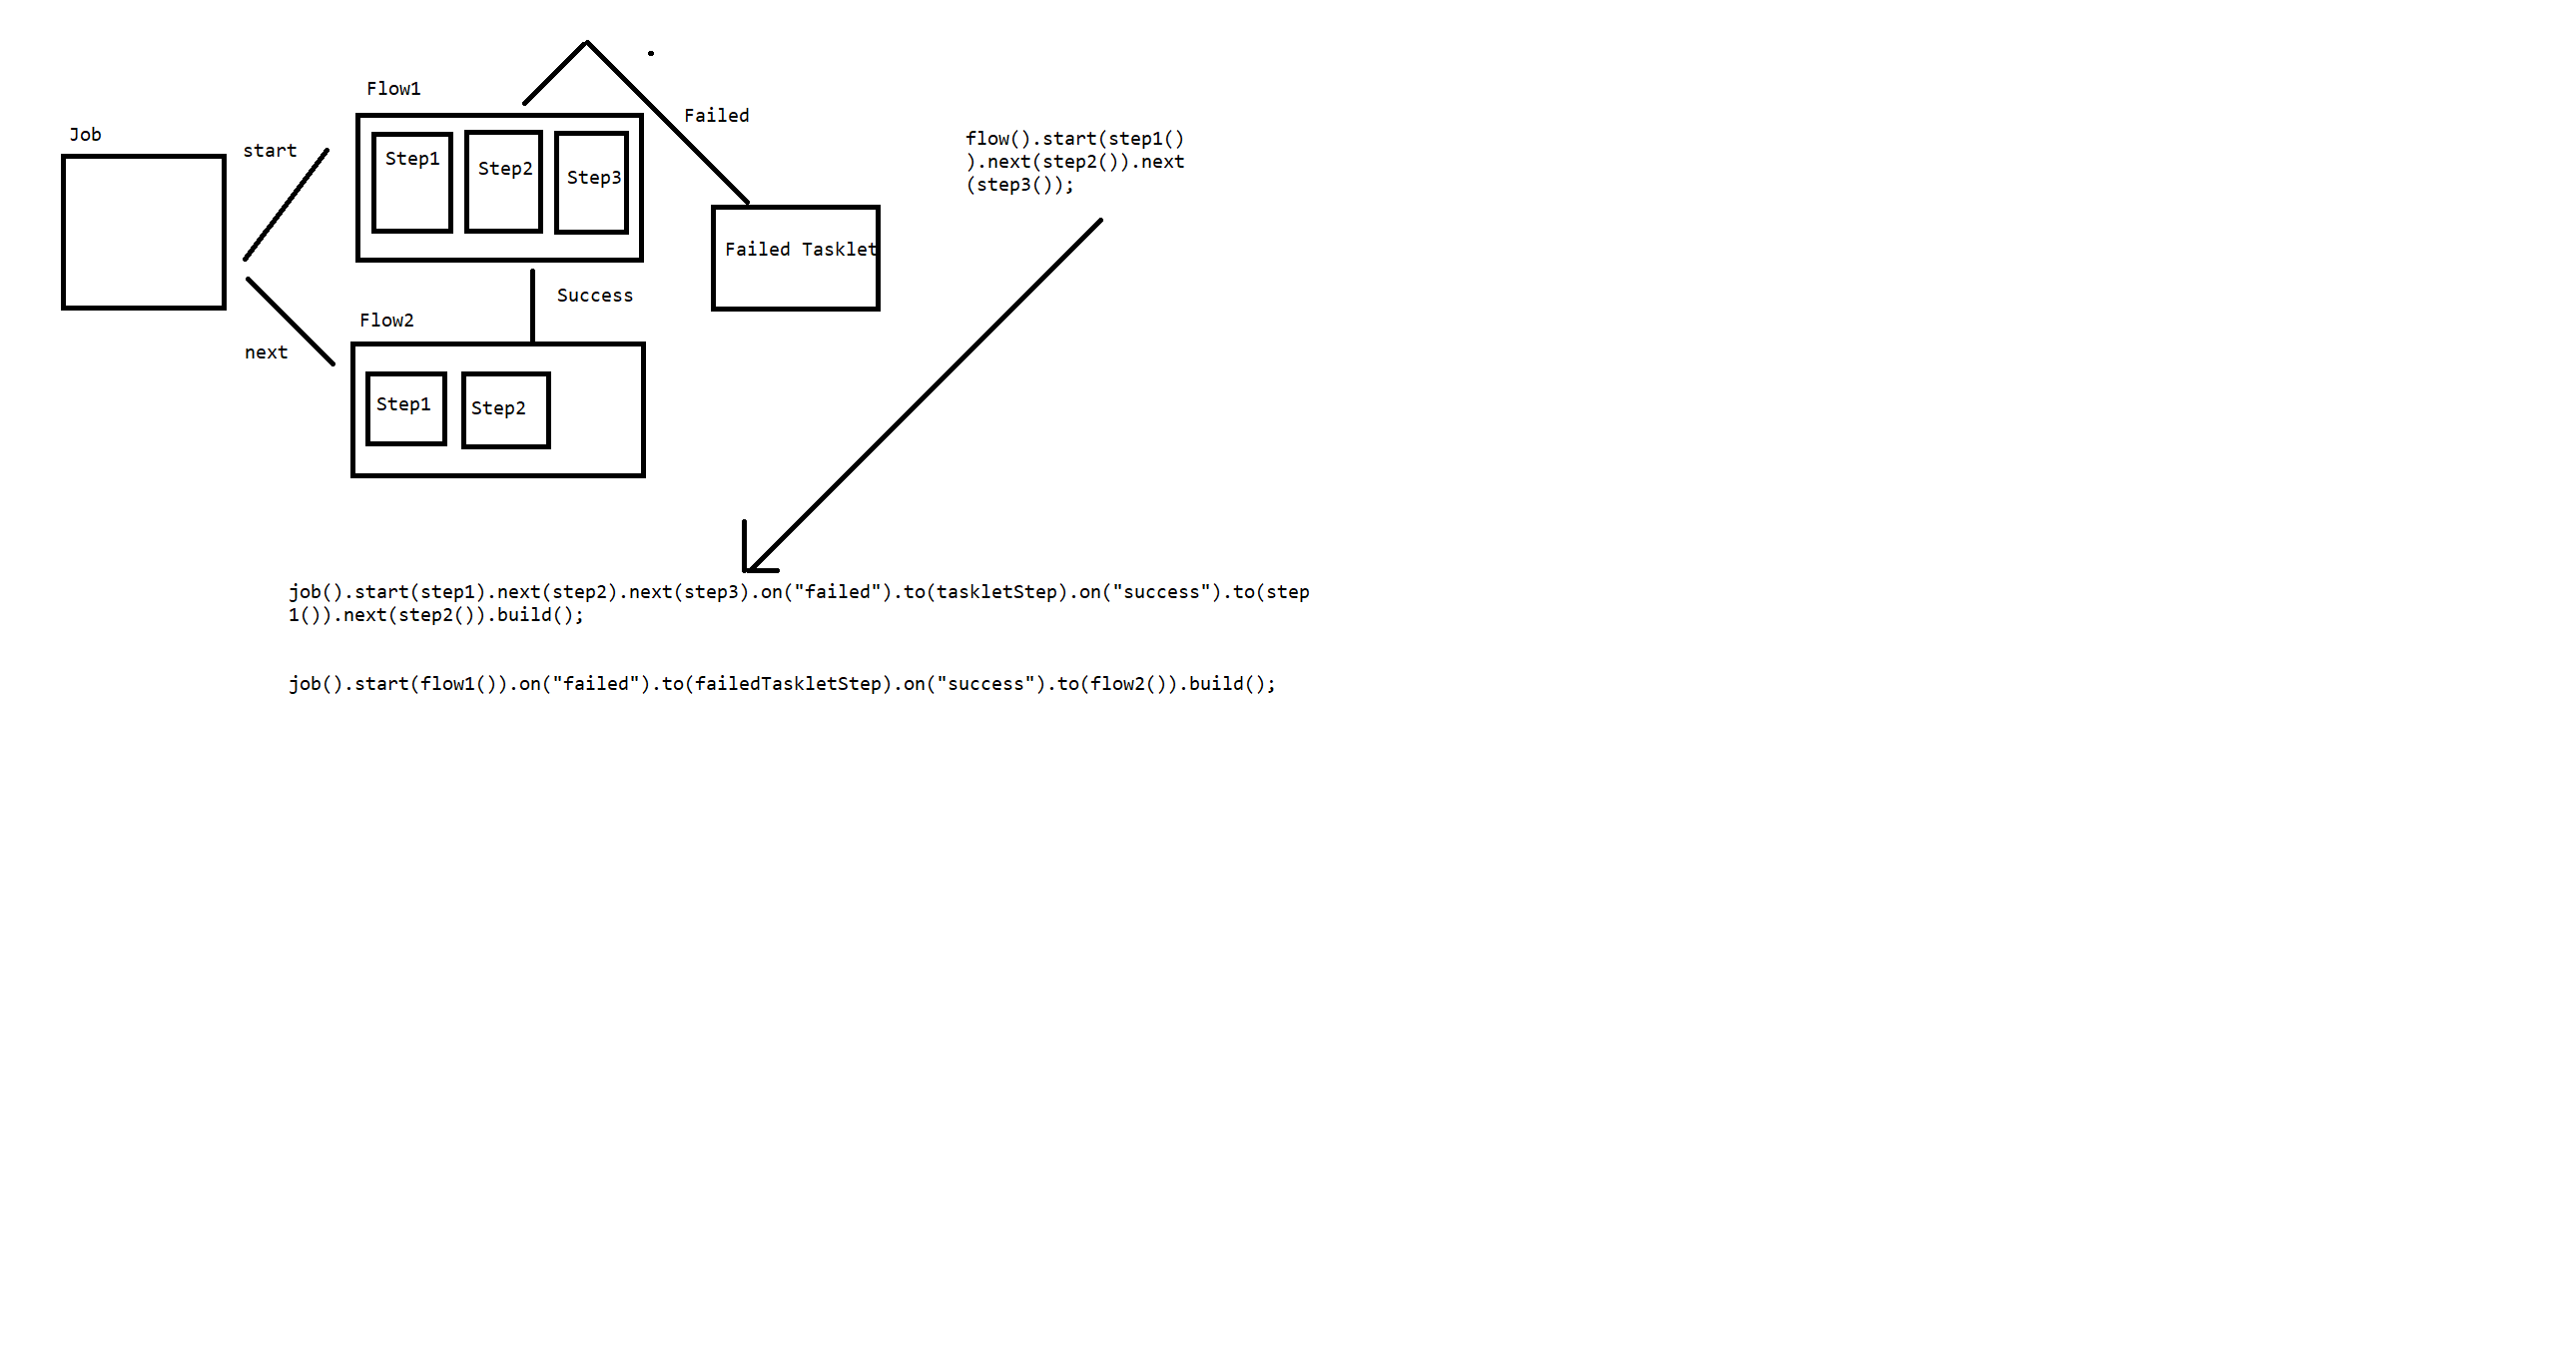 Flow1
Failed
Job
start
Step1
Step2
Step3
flow().start(step1()
).next(step2()).next
(step3());
Failed Tasklet
Success
Flow2
next
Step1
Step2
job().start(step1).next(step2).next(step3).on("failed").to(taskletStep).on("success").to(step
1()).next(step2()).build();
job().start(flow1()).on("failed").to(failedTaskletStep).on("success").to(flow2()).build();